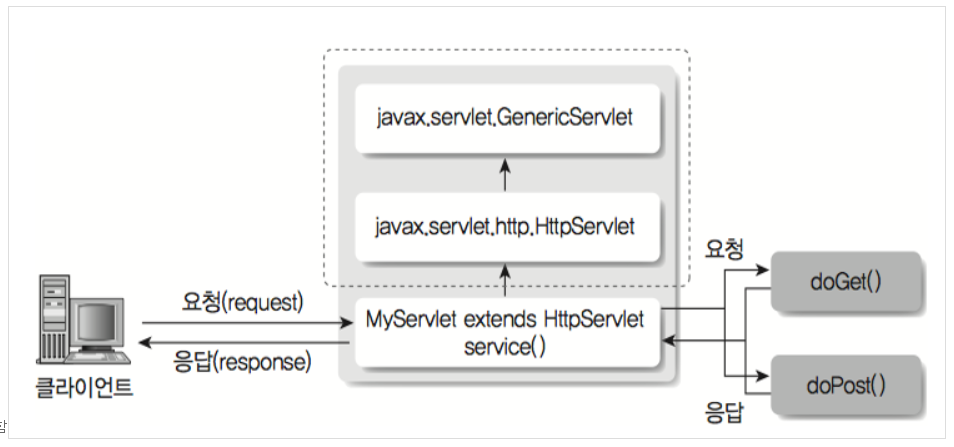 javax.servlet.GenericServlet
javax.servlet.http.HttpServlet
요청(request)
응답(response)
클라이언트
MyServlet extends HttpServlet
service()
요청
doGet()
doPost()
응답
함